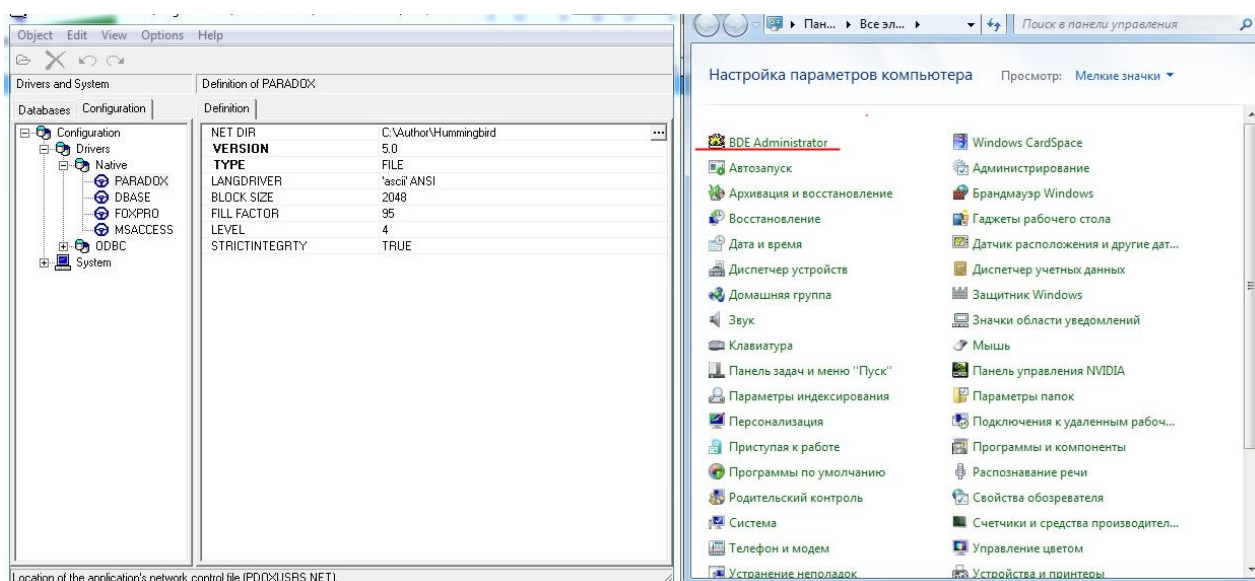 Object Edit View Options Help
Drivers and System
Definition of PARADOX
Databases Configuration
Definition
Configuration
Drivers
Native
PARADOX
DBASE
FOXPRO
MSACCESS
ODBC
System
NET DIR C:\Author\Hummingbird ...
VERSION 5.0
TYPE FILE
LANGDRIVER 'ascii' ANSI
BLOCK SIZE 2048
FILL FACTOR 95
LEVEL 4
STRICTINTEGRTY TRUE
Location of the application's network control file (PDOXUSRS.NET).
Пан... Все эл...
Поиск в панели управления
Настройка параметров компьютера
Просмотр: Мелкие значки
BDE Administrator
Автозапуск
Архивация и восстановление
Восстановление
Дата и время
Диспетчер устройств
Домашняя группа
Звук
Клавиатура
Панель задач и меню "Пуск"
Параметры индексирования
Персонализация
Приступая к работе
Программы по умолчанию
Родительский контроль
Система
Телефон и модем
Устранение неполадок
Windows CardSpace
Администрирование
Брандмауэр Windows
Гаджеты рабочего стола
Датчик расположения и другие дат...
Диспетчер учетных данных
Защитник Windows
Значки области уведомлений
Мышь
Панель управления NVIDIA
Параметры папок
Подключения к удаленным рабоч...
Программы и компоненты
Распознавание речи
Свойства обозревателя
Счетчики и средства производител...
Управление цветом
Устройства и принтеры